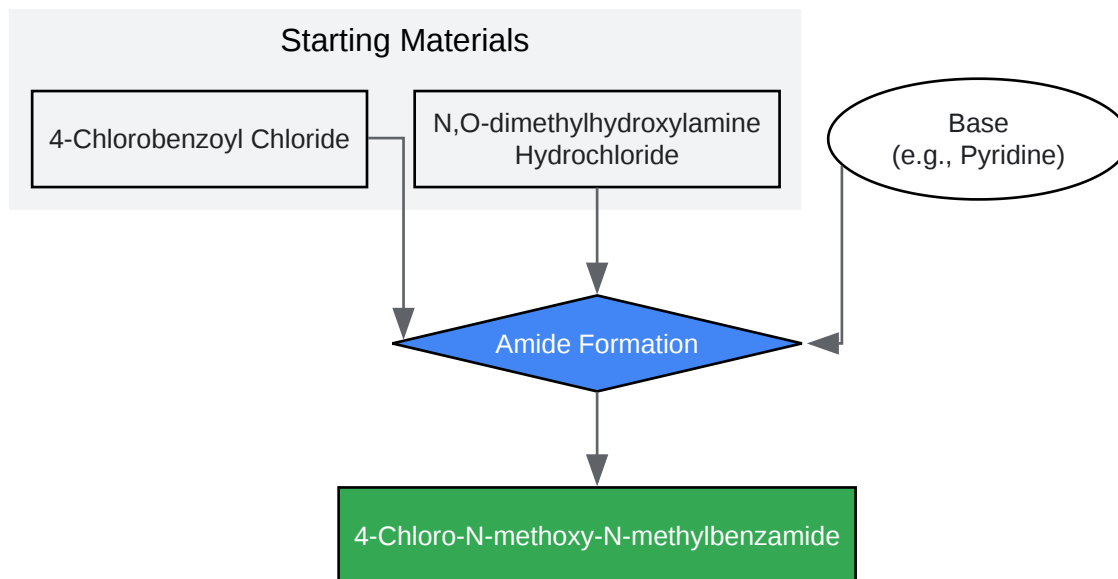 Starting Materials
4-Chlorobenzoyl Chloride
N,O-dimethylhydroxylamine
Hydrochloride
Base
(e.g., Pyridine)
Amide Formation
4-Chloro-N-methoxy-N-methylbenzamide